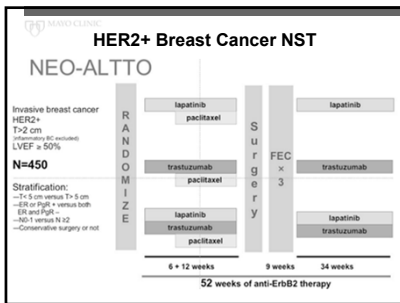 MAYO CLINIC
HER2+ Breast Cancer NST
NEO-ALTTO
Invasive breast cancer
HER2+
T>2 cm
(inflammatory BC excluded)
LVEF ≥ 50%
N=450
Stratification:
—T< 5 cm versus T> 5 cm
—ER or PgR + versus both
ER and PgR –
—N0-1 versus N ≥2
—Conservative surgery or not
RANDOMIZE
lapatinib
paclitaxel
trastuzumab
paclitaxel
lapatinib
trastuzumab
paclitaxel
Surgery
FEC × 3
lapatinib
trastuzumab
lapatinib
trastuzumab
6 + 12 weeks
9 weeks
34 weeks
52 weeks of anti-ErbB2 therapy